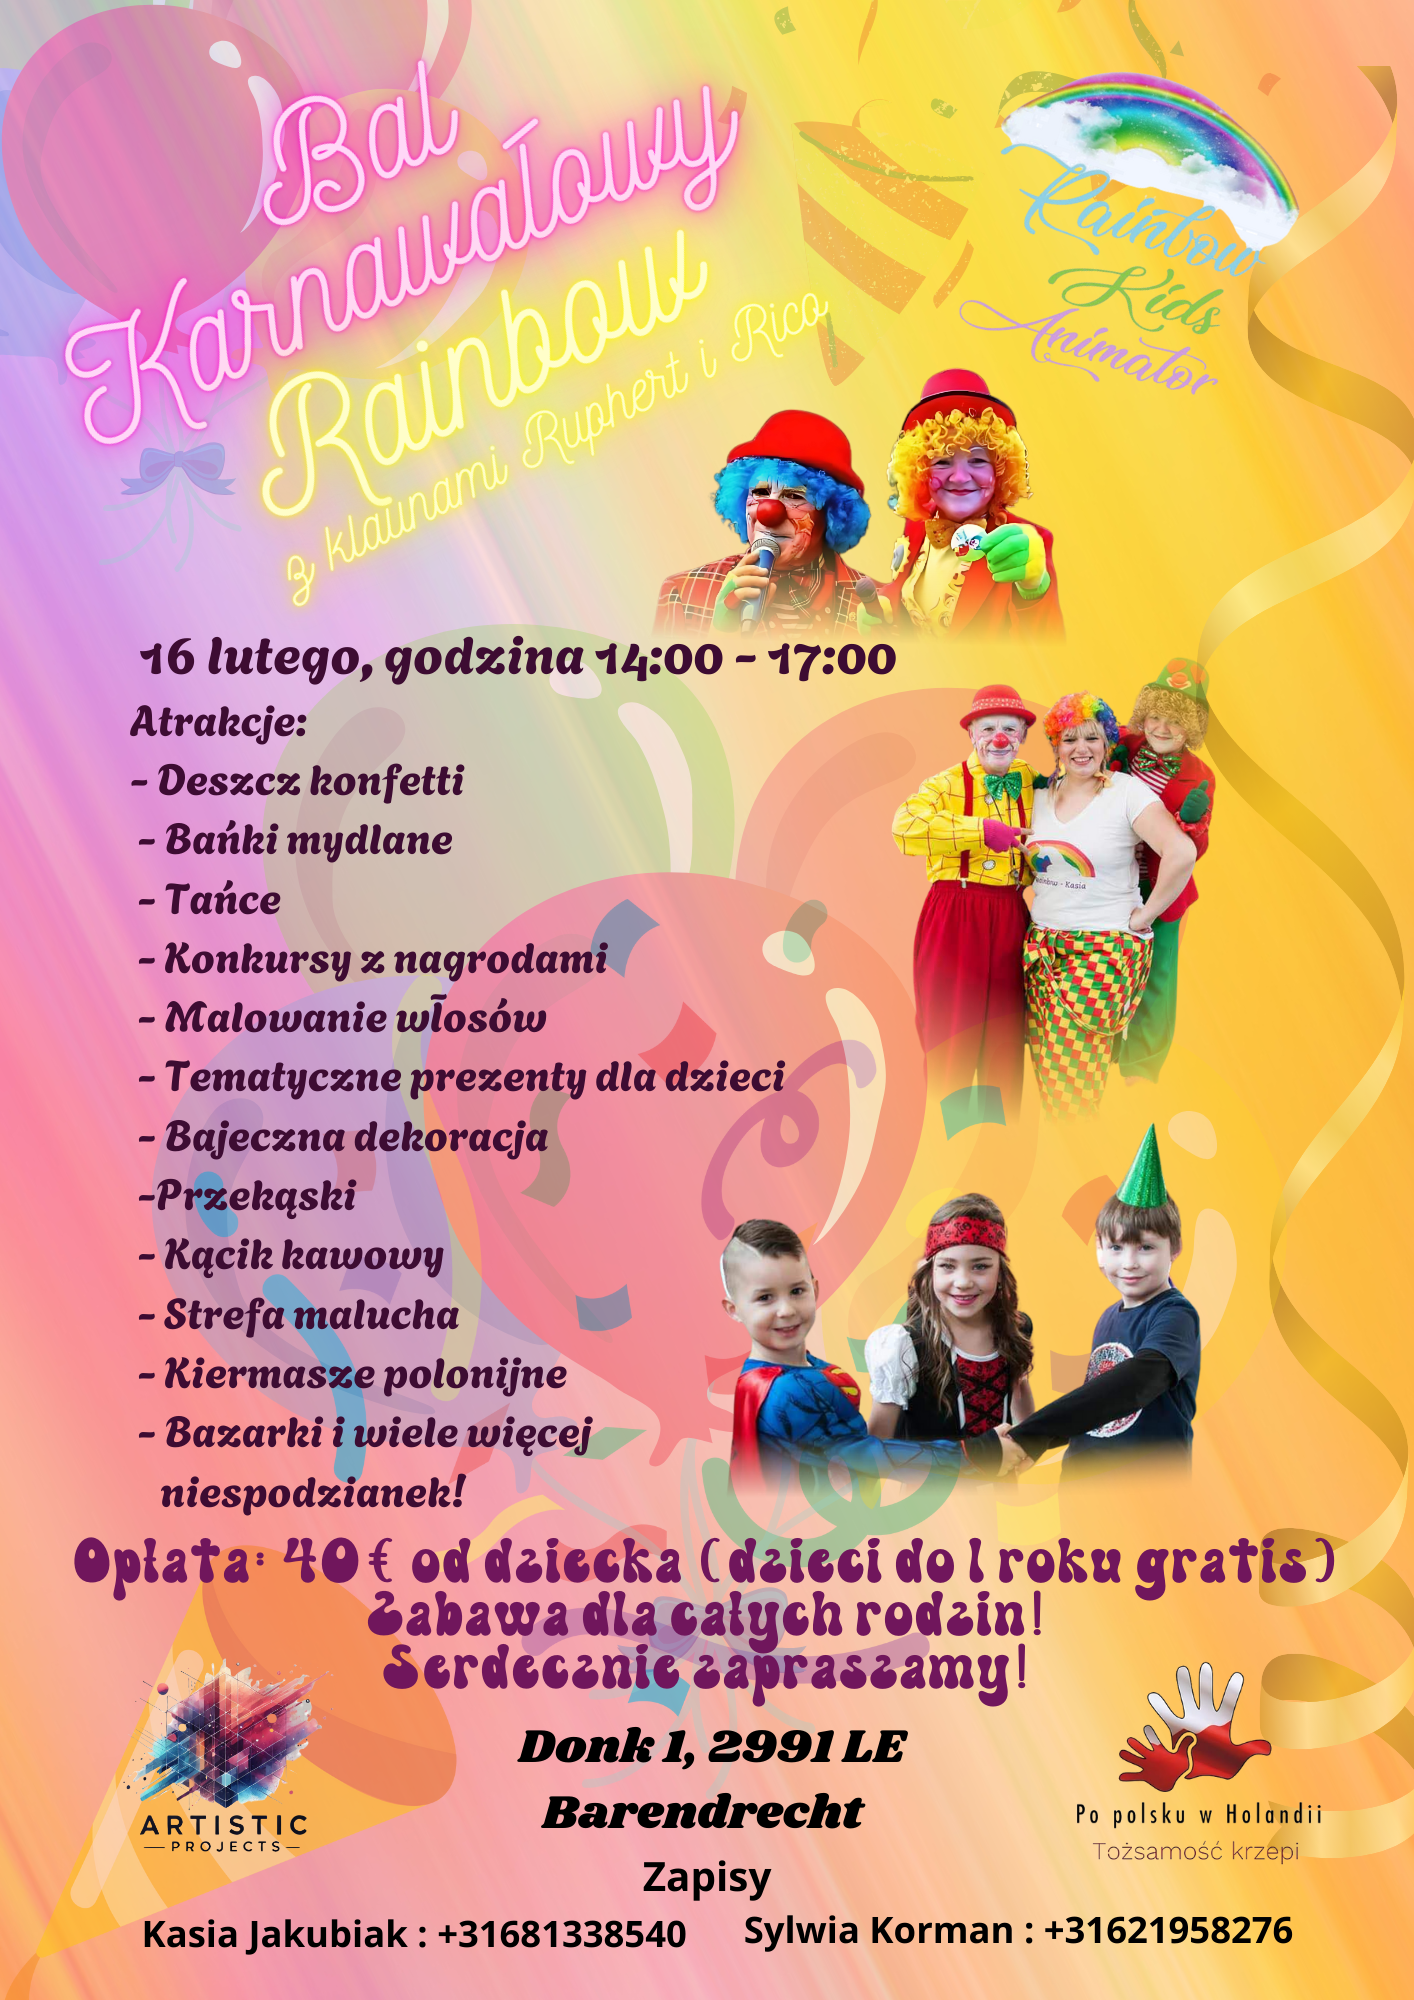 Bal
Karnawałowy
Rainbow
z klaunami Ruphert i Rico
Rainbow
Kids
Animator
16 lutego, godzina 14:00 - 17:00
Atrakcje:
- Deszcz konfetti
- Bańki mydlane
- Tańce
- Konkursy z nagrodami
- Malowanie włosów
- Tematyczne prezenty dla dzieci
- Bajeczna dekoracja
-Przekąski
- Kącik kawowy
- Strefa malucha
- Kiermasze polonijne
- Bazarki i wiele więcej
niespodzianek!
Opłata: 40€ od dziecka (dzieci do 1 roku gratis)
Zabawa dla całych rodzin!
Serdecznie zapraszamy!
Donk 1, 2991 LE
Barendrecht
ARTISTIC
PROJECTS
Po polsku w Holandii
Tożsamość krzepi
Zapisy
Kasia Jakubiak : +31681338540
Sylwia Korman : +31621958276